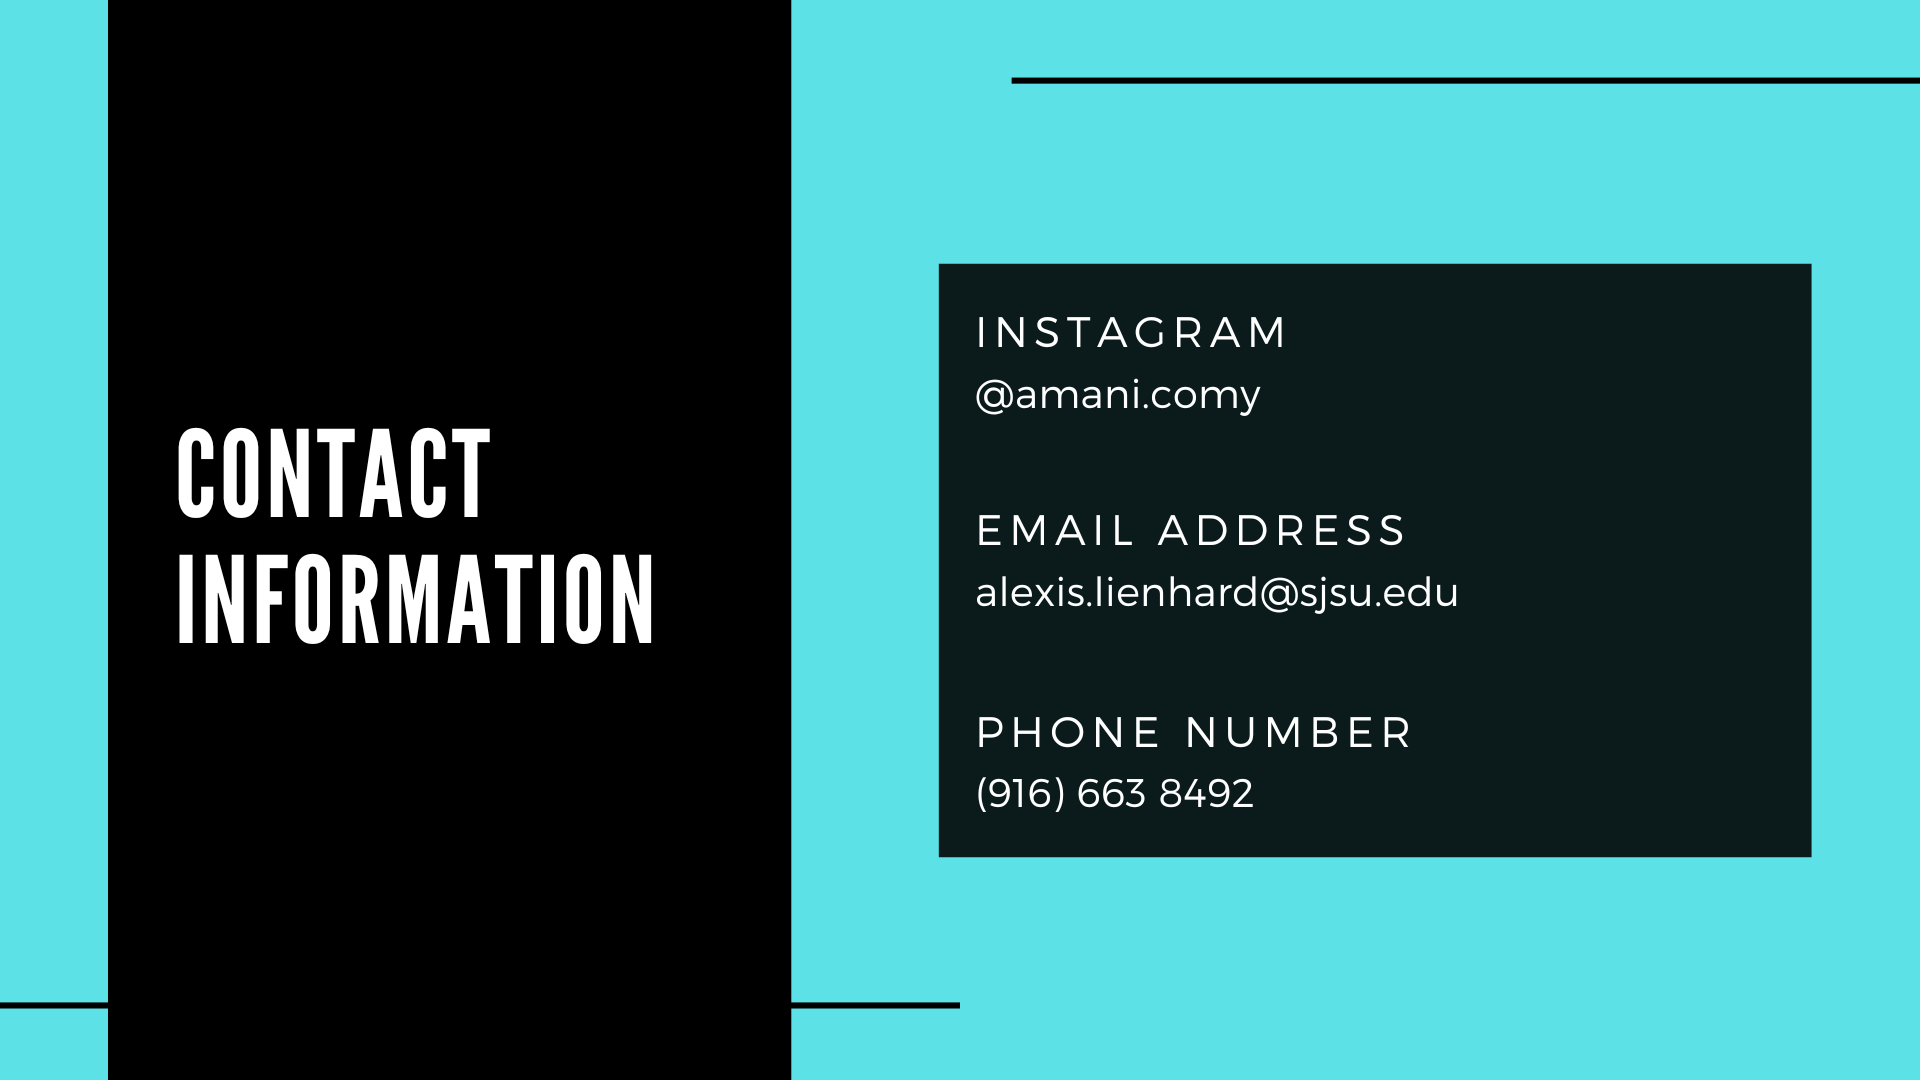 CONTACT
INFORMATION
INSTAGRAM
@amani.comy
EMAIL ADDRESS
alexis.lienhard@sjsu.edu
PHONE NUMBER
(916) 663 8492